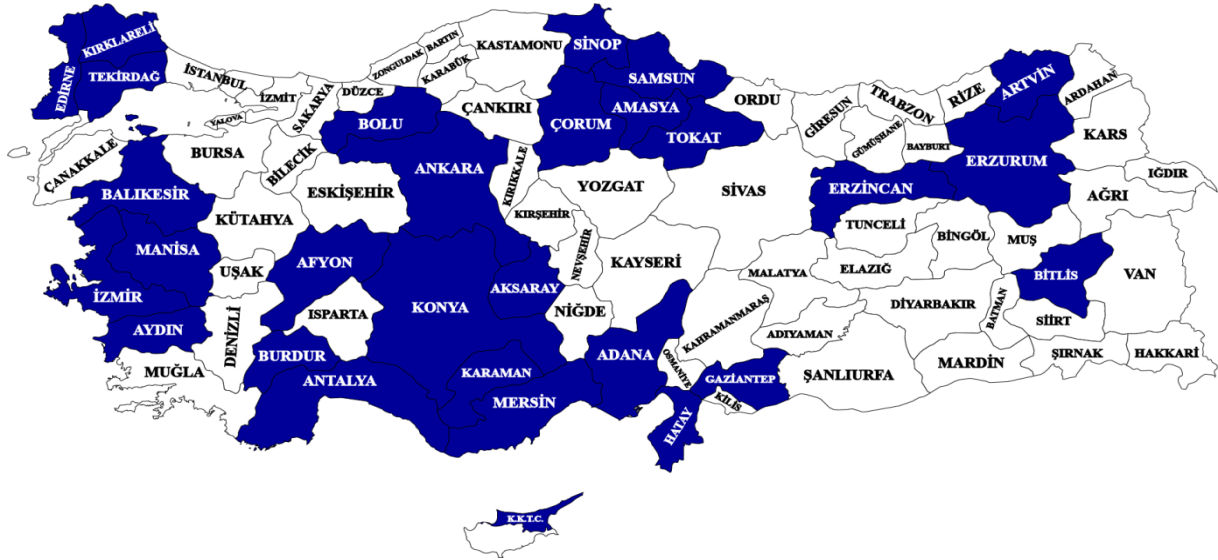 KIRKLARELİ
EDİRNE
TEKİRDAĞ
İSTANBUL
İZMİT
YALOVA
SAKARYA
DÜZCE
ZONGULDAK
BARTIN
KARABÜK
KASTAMONU
SİNOP
SAMSUN
ÇANKIRI
ÇORUM
AMASYA
TOKAT
ORDU
GİRESUN
TRABZON
GÜMÜŞHANE
BAYBURT
RİZE
ARTVİN
ARDAHAN
KARS
IĞDIR
AĞRI
ERZURUM
ERZİNCAN
ÇANAKKALE
BALIKESİR
BURSA
BİLECİK
BOLU
ESKİŞEHİR
ANKARA
KIRIKKALE
KIRŞEHİR
YOZGAT
SİVAS
TUNCELİ
BİNGÖL
MUŞ
BİTLİS
VAN
KÜTAHYA
MANİSA
UŞAK
AFYON
İZMİR
AYDIN
DENİZLİ
MUĞLA
ISPARTA
BURDUR
ANTALYA
KONYA
AKSARAY
NEVŞEHİR
KAYSERİ
NİĞDE
KARAMAN
MERSİN
ADANA
OSMANİYE
KAHRAMANMARAŞ
MALATYA
ELAZIĞ
ADIYAMAN
DİYARBAKIR
BATMAN
SİİRT
ŞIRNAK
HAKKARİ
MARDİN
ŞANLIURFA
GAZİANTEP
KİLİS
HATAY
K.K.T.C.